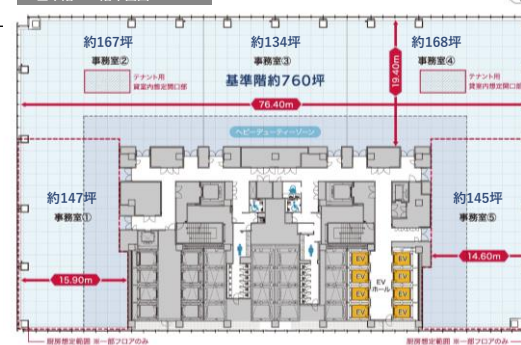 約167坪
事務室②
テナント用
貸室内想定開口部
約134坪
事務室③
基準階約760坪
約168坪
事務室④
テナント用
貸室内想定開口部
19.40m
76.40m
ヘビーデューティーゾーン
約147坪
事務室①
約145坪
事務室⑤
15.90m
14.60m
EV
EV
EV
EV
EV
EV
EV
EV
EV
ホール
厨房想定範囲 ※一部フロアのみ
厨房想定範囲 ※一部フロアのみ